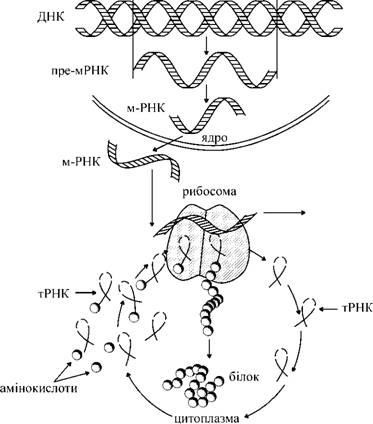 ДНК
пре-мРНК
м-РНК
ядро
м-РНК
рибосома
тРНК
тРНК
білок
амінокислоти
цитоплазма